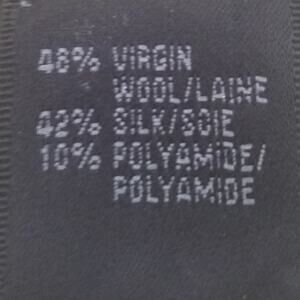 48% VIRGIN
WOOL/LAINE
42% SILK/SOIE
10% POLYAMIDE/
POLYAMIDE